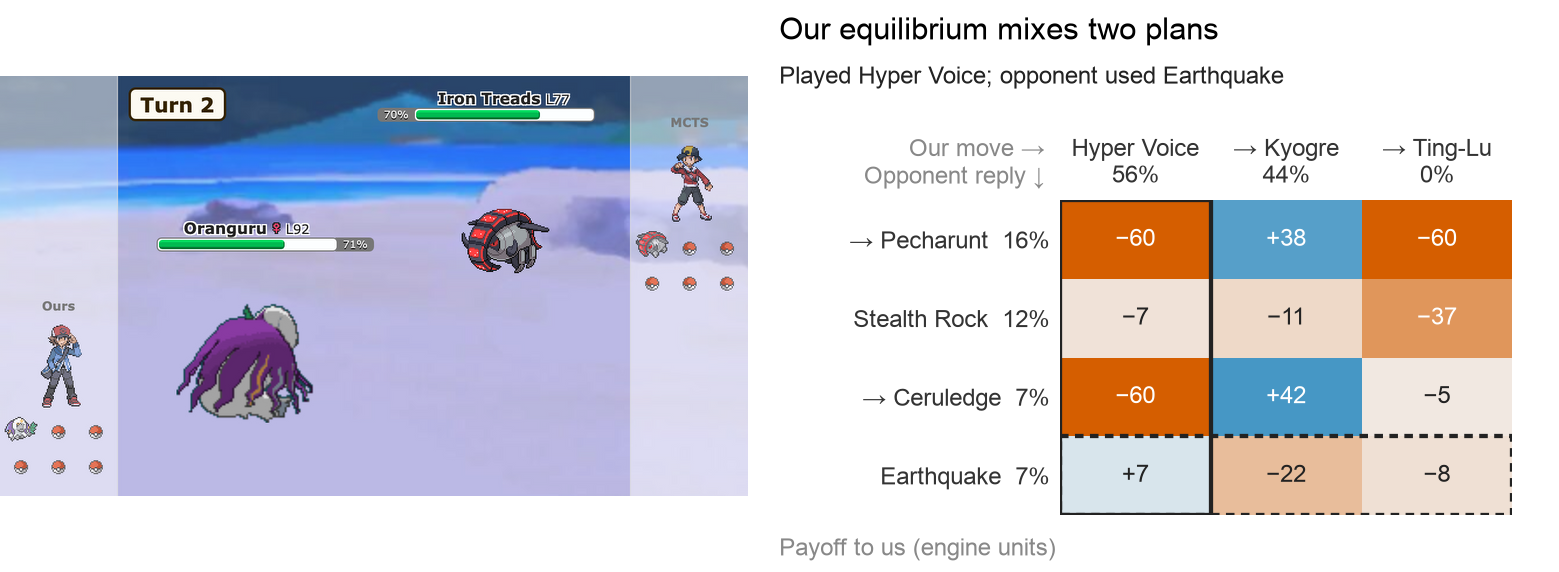 Our equilibrium mixes two plans
Played Hyper Voice; opponent used Earthquake
Turn 2
Iron Treads L77
70%
MCTS
Oranguru ♀ L92
71%
Ours
Our move → Hyper Voice → Kyogre → Ting-Lu
Opponent reply ↓ 56% 44% 0%
→ Pecharunt 16% −60 +38 −60
Stealth Rock 12% −7 −11 −37
→ Ceruledge 7% −60 +42 −5
Earthquake 7% +7 −22 −8
Payoff to us (engine units)